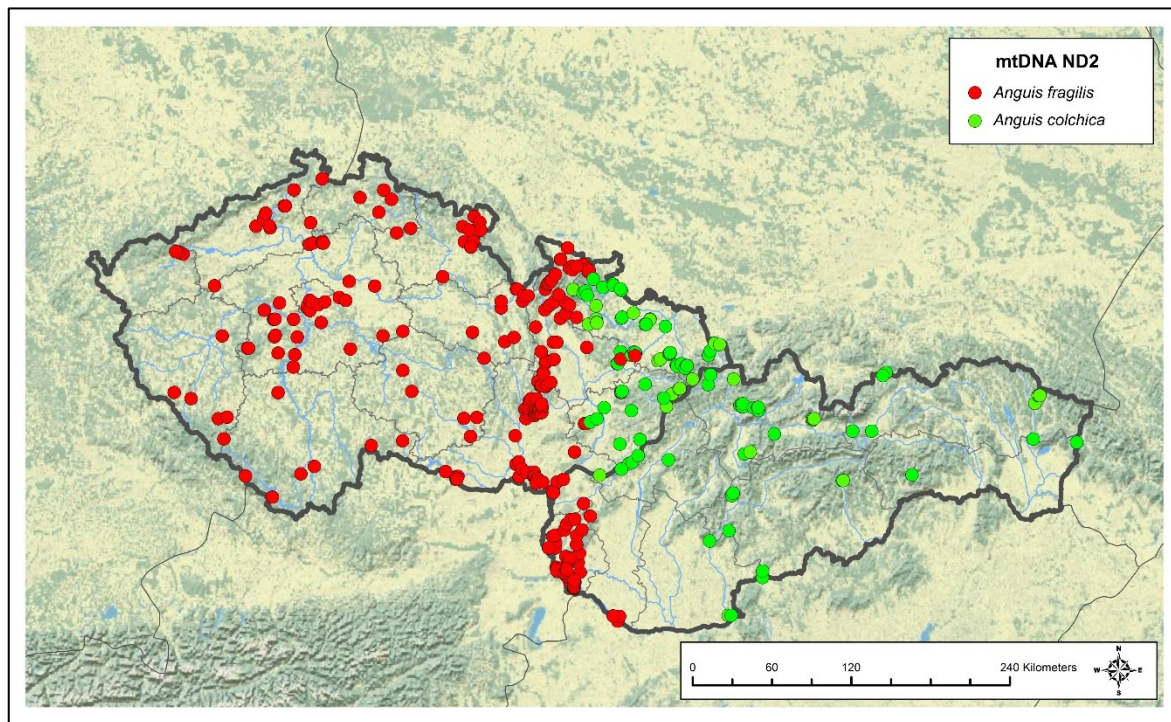 mtDNA ND2
Anguis fragilis
Anguis colchica
0 60 120 240 Kilometers
N
W E
S